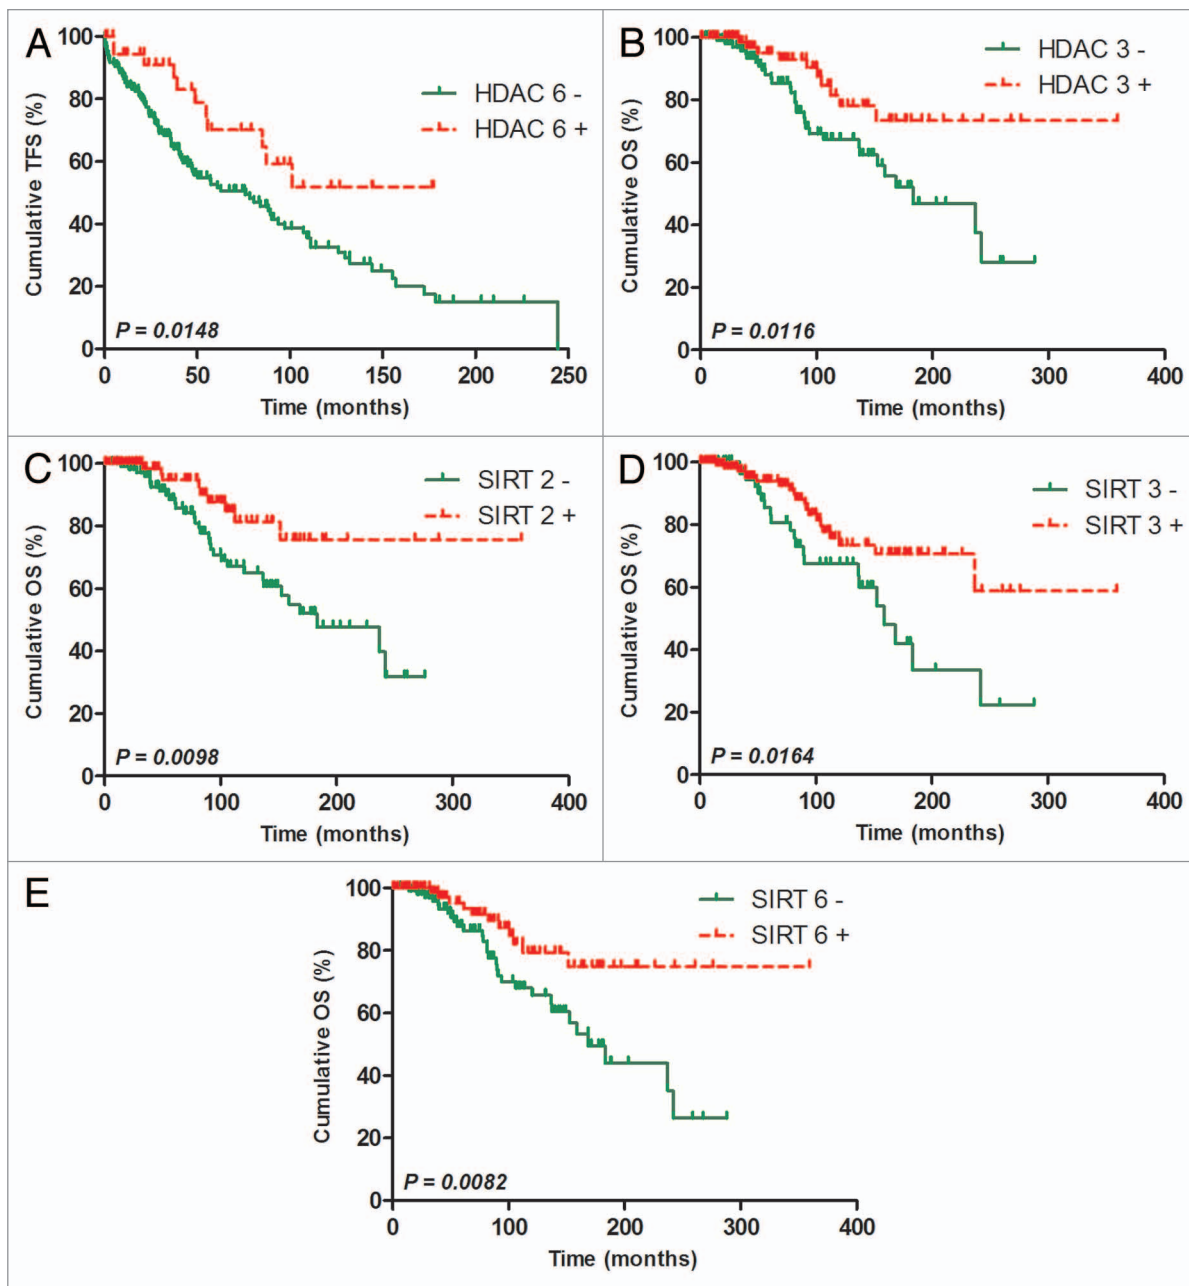 A
100
80
60
40
20
0
Cumulative TFS (%)
HDAC 6 -
HDAC 6 +
P = 0.0148
0 50 100 150 200 250
Time (months)
B
100
80
60
40
20
0
Cumulative OS (%)
HDAC 3 -
HDAC 3 +
P = 0.0116
0 100 200 300 400
Time (months)
C
100
80
60
40
20
0
Cumulative OS (%)
SIRT 2 -
SIRT 2 +
P = 0.0098
0 100 200 300 400
Time (months)
D
100
80
60
40
20
0
Cumulative OS (%)
SIRT 3 -
SIRT 3 +
P = 0.0164
0 100 200 300 400
Time (months)
E
100
80
60
40
20
0
Cumulative OS (%)
SIRT 6 -
SIRT 6 +
P = 0.0082
0 100 200 300 400
Time (months)